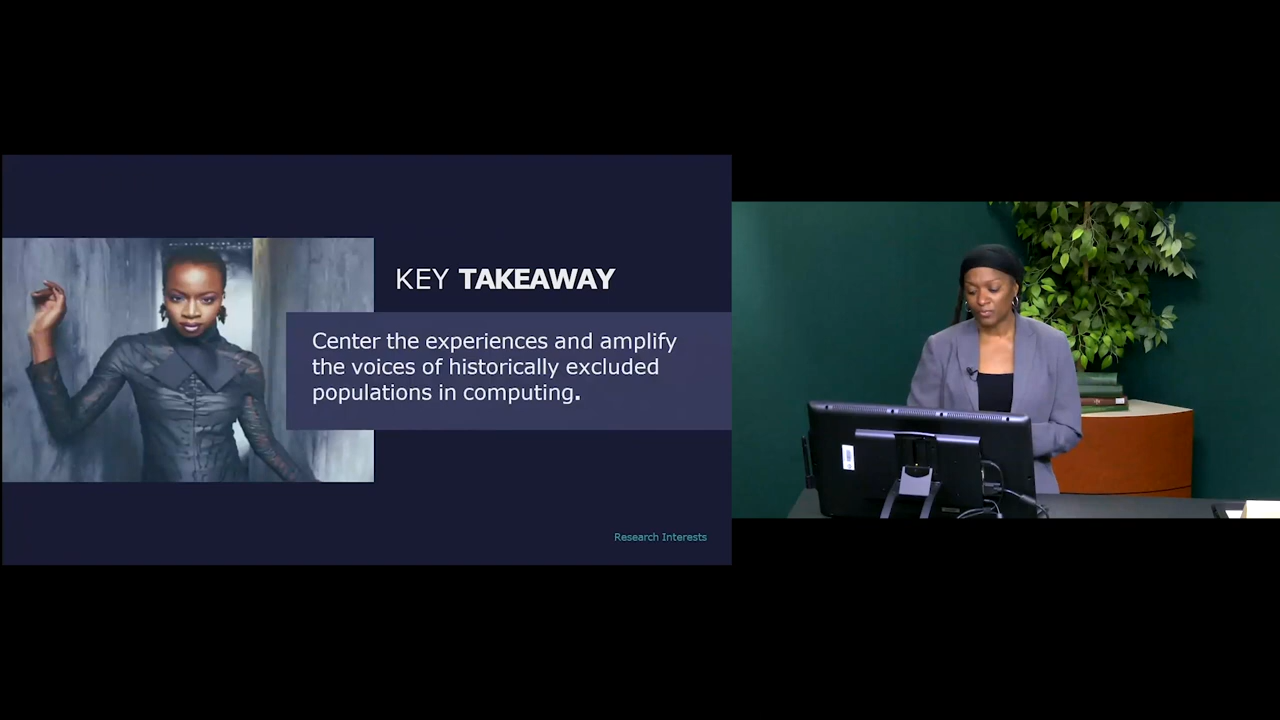 KEY TAKEAWAY
Center the experiences and amplify
the voices of historically excluded
populations in computing.
Research Interests